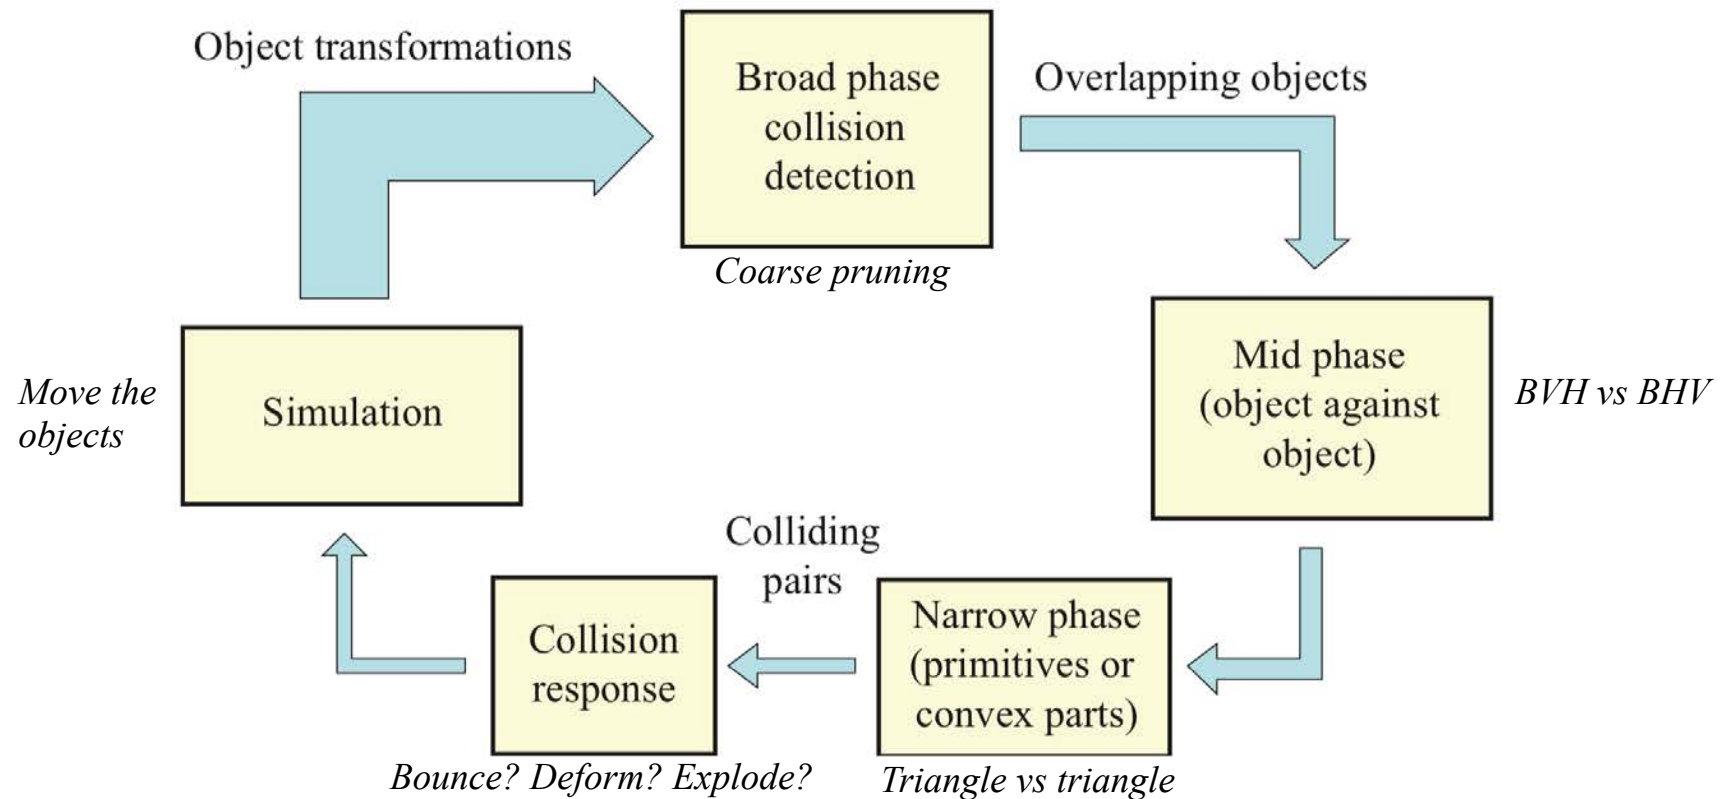 Object transformations
Broad phase
collision
detection
Coarse pruning
Overlapping objects
Mid phase
(object against
object)
BVH vs BHV
Narrow phase
(primitives or
convex parts)
Triangle vs triangle
Colliding
pairs
Collision
response
Bounce? Deform? Explode?
Simulation
Move the
objects